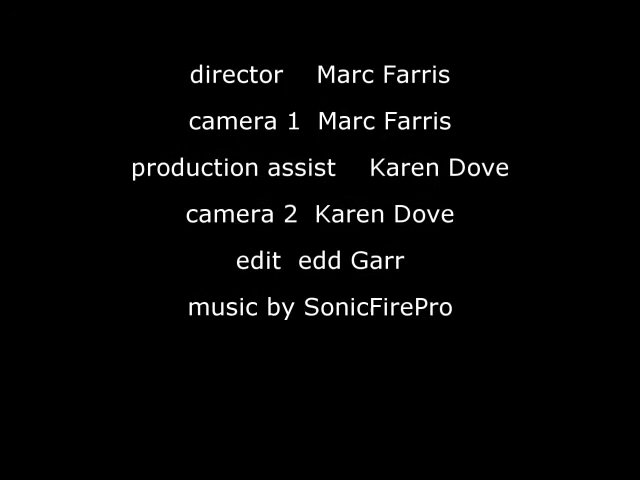 director Marc Farris
camera 1 Marc Farris
production assist Karen Dove
camera 2 Karen Dove
edit edd Garr
music by SonicFirePro